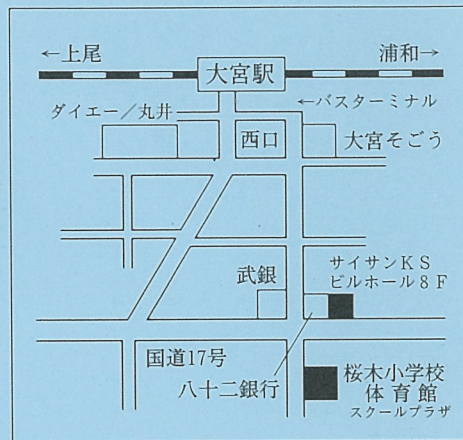 ←上尾
浦和→
大宮駅
ダイエー／丸井
←バスターミナル
西口
大宮そごう
武銀
サイサンＫＳ
ビルホール８Ｆ
国道17号
八十二銀行
桜木小学校
体育館
スクールプラザ